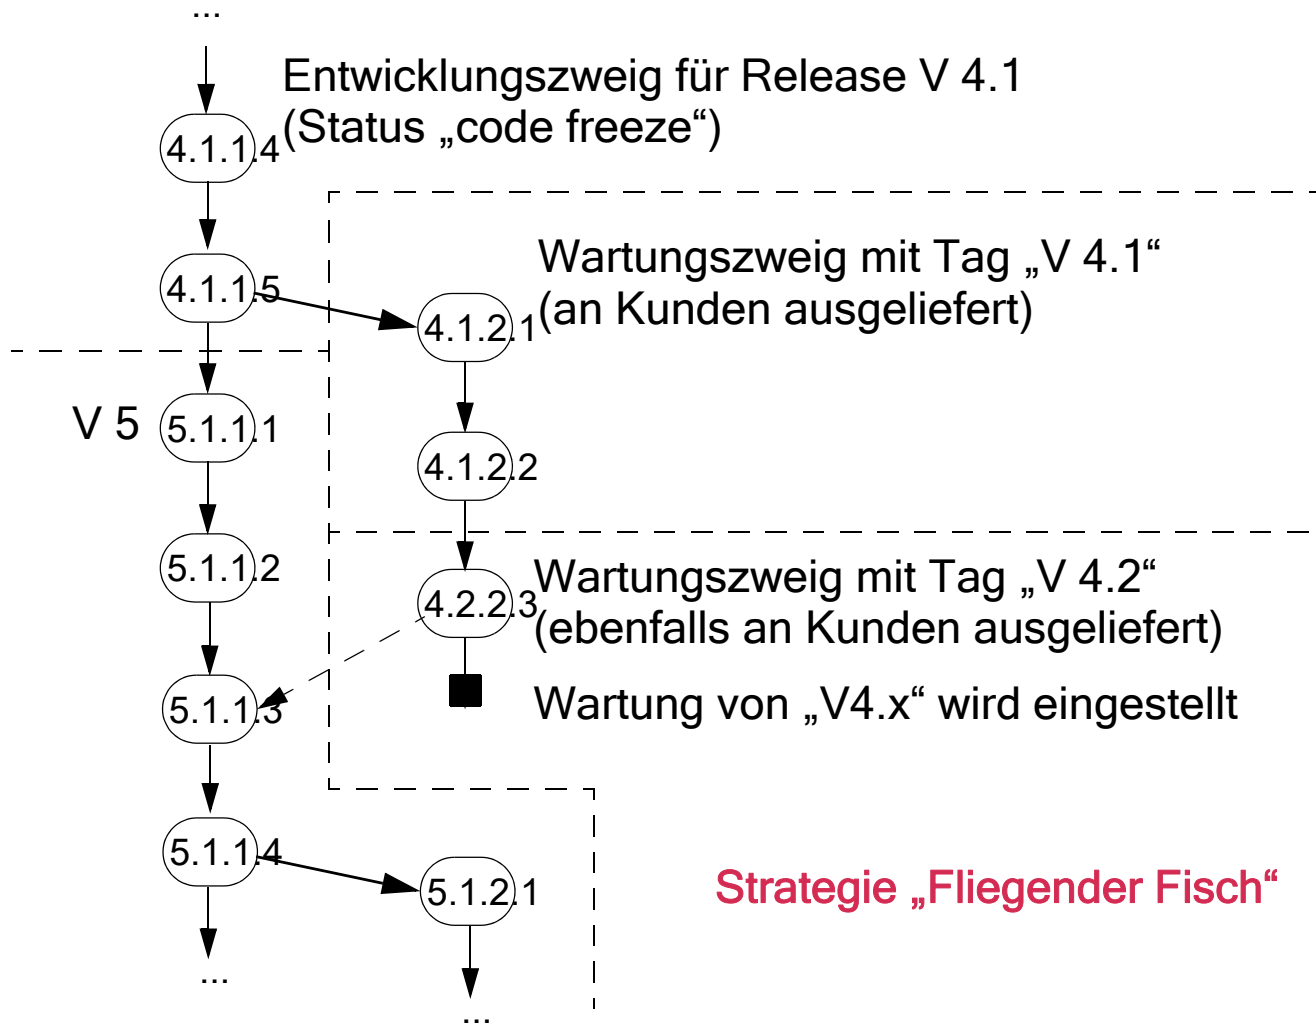 ...
Entwicklungszweig für Release V 4.1
(Status „code freeze“)
4.1.1.4
Wartungszweig mit Tag „V 4.1“
(an Kunden ausgeliefert)
4.1.1.5
4.1.2.1
V 5
5.1.1.1
4.1.2.2
5.1.1.2
Wartungszweig mit Tag „V 4.2“
(ebenfalls an Kunden ausgeliefert)
4.2.2.3
5.1.1.3
Wartung von „V4.x“ wird eingestellt
5.1.1.4
5.1.2.1
Strategie „Fliegender Fisch“
...
...